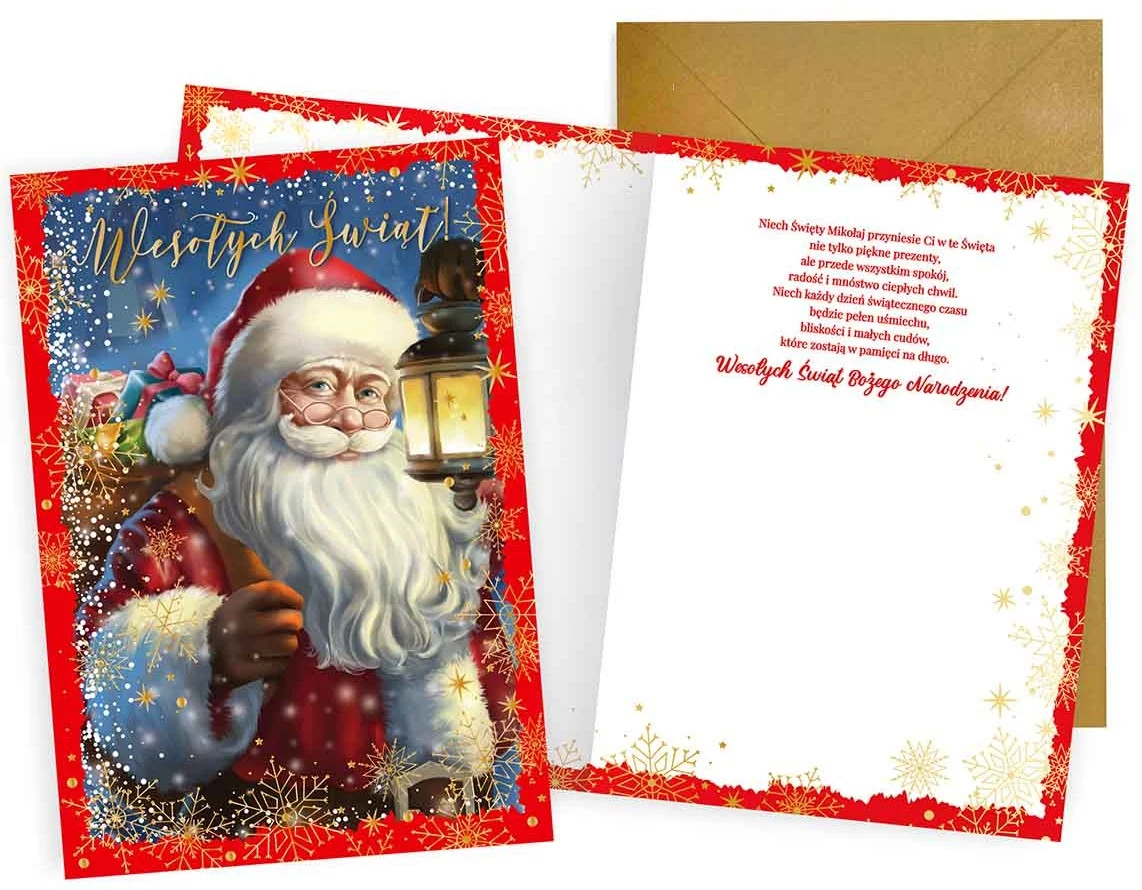 Wesołych Świąt!
Niech Święty Mikołaj przyniesie Ci w te Święta
nie tylko piękne prezenty,
ale przede wszystkim spokój,
radość i mnóstwo ciepłych chwil.
Niech każdy dzień świątecznego czasu
będzie pełen uśmiechu,
bliskości i małych cudów,
które zostają w pamięci na długo.
Wesołych Świąt Bożego Narodzenia!